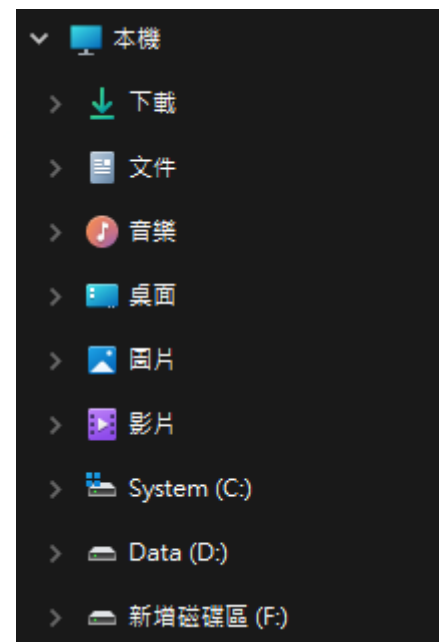 本機
下載
文件
音樂
桌面
圖片
影片
System (C:)
Data (D:)
新增磁碟區 (F:)